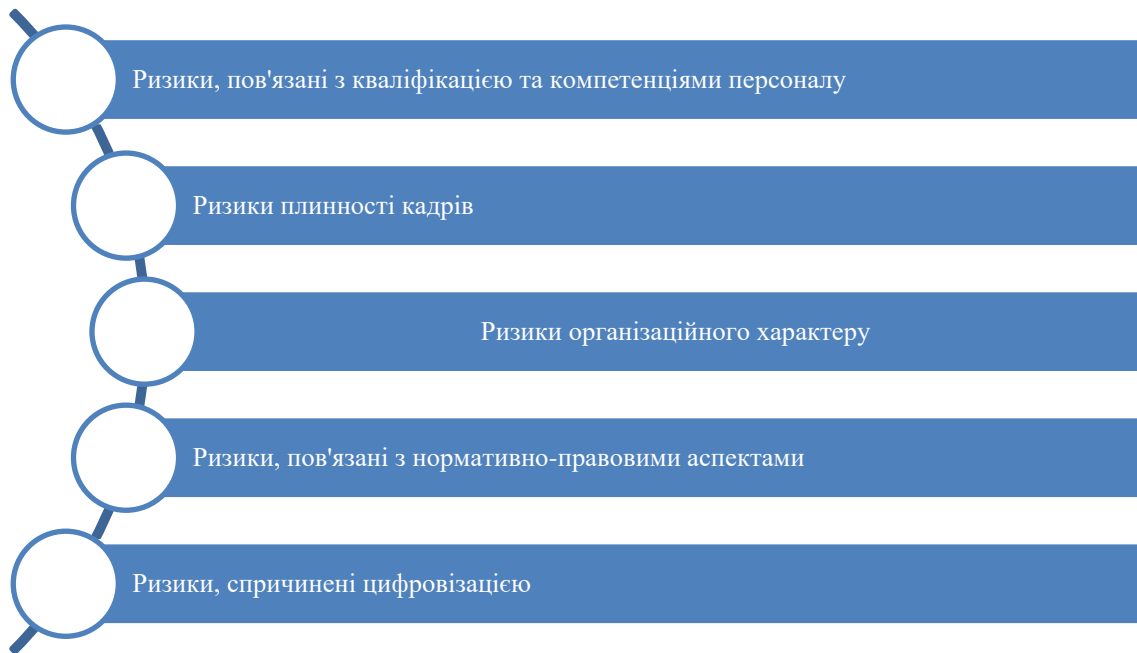 Ризики, пов'язані з кваліфікацією та компетенціями персоналу
Ризики плинності кадрів
Ризики організаційного характеру
Ризики, пов'язані з нормативно-правовими аспектами
Ризики, спричинені цифровізацією